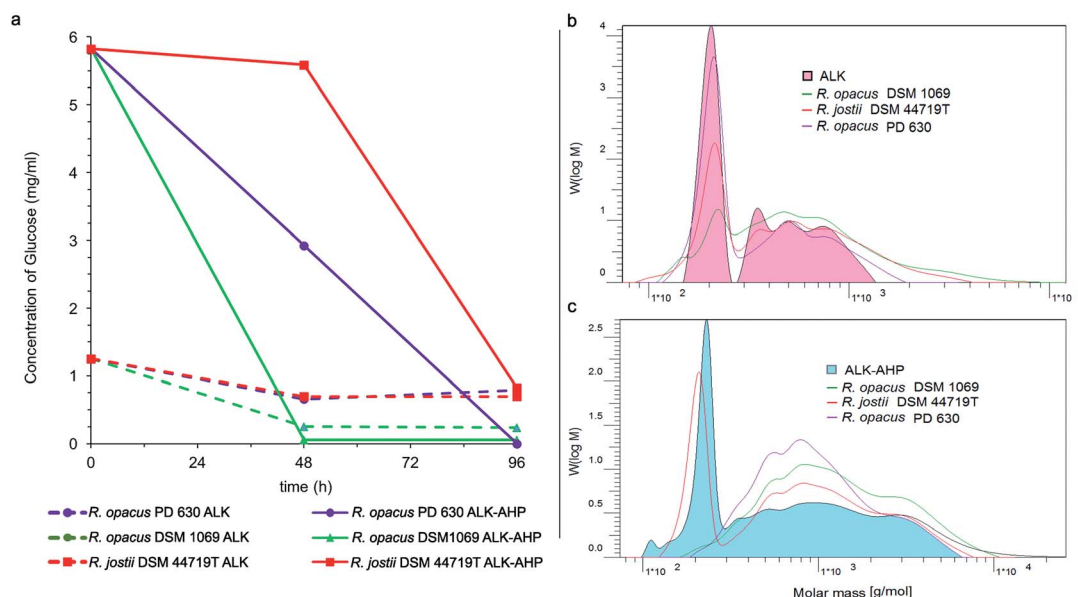 a
Concentration of Glucose (mg/ml)
6
5
4
3
2
1
0
0 24 48 72 96
time (h)
R. opacus PD 630 ALK
R. opacus PD 630 ALK-AHP
R. opacus DSM 1069 ALK
R. opacus DSM1069 ALK-AHP
R. jostii DSM 44719T ALK
R. jostii DSM 44719T ALK-AHP
b
W(log M)
4
3
2
1
0
ALK
R. opacus DSM 1069
R. jostii DSM 44719T
R. opacus PD 630
1*10 2 1*10 3 1*10
c
W(log M)
2.5
2.0
1.5
1.0
0.5
0.0
ALK-AHP
R. opacus DSM 1069
R. jostii DSM 44719T
R. opacus PD 630
1*10 2 1*10 3 1*10 4
Molar mass [g/mol]